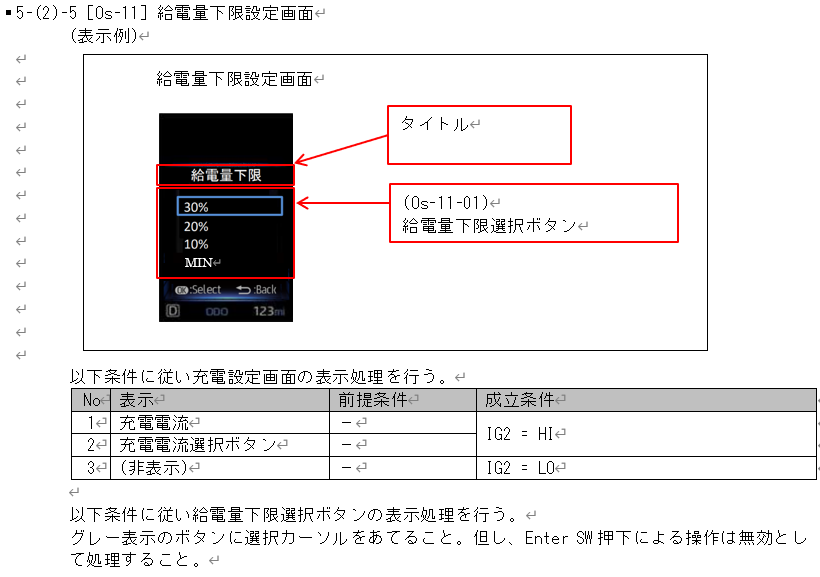 ▪5-(2)-5 [Os-11] 給電量下限設定画面↵
(表示例)↵
給電量下限設定画面↵
タイトル↵
給電量下限
(Os-11-01)↵
給電量下限選択ボタン↵
30%
20%
10%
MIN↵
OK:Select :Back
D ODO 123mi
以下条件に従い充電設定画面の表示処理を行う。↵
No↵ 表示↵ 前提条件↵ 成立条件↵
1↵ 充電電流↵ －↵ IG2 = HI↵
2↵ 充電電流選択ボタン↵ －↵
3↵ (非表示)↵ －↵ IG2 = LO↵
↵
以下条件に従い給電量下限選択ボタンの表示処理を行う。↵
グレー表示のボタンに選択カーソルをあてること。但し、Enter SW押下による操作は無効とし
て処理すること。↵